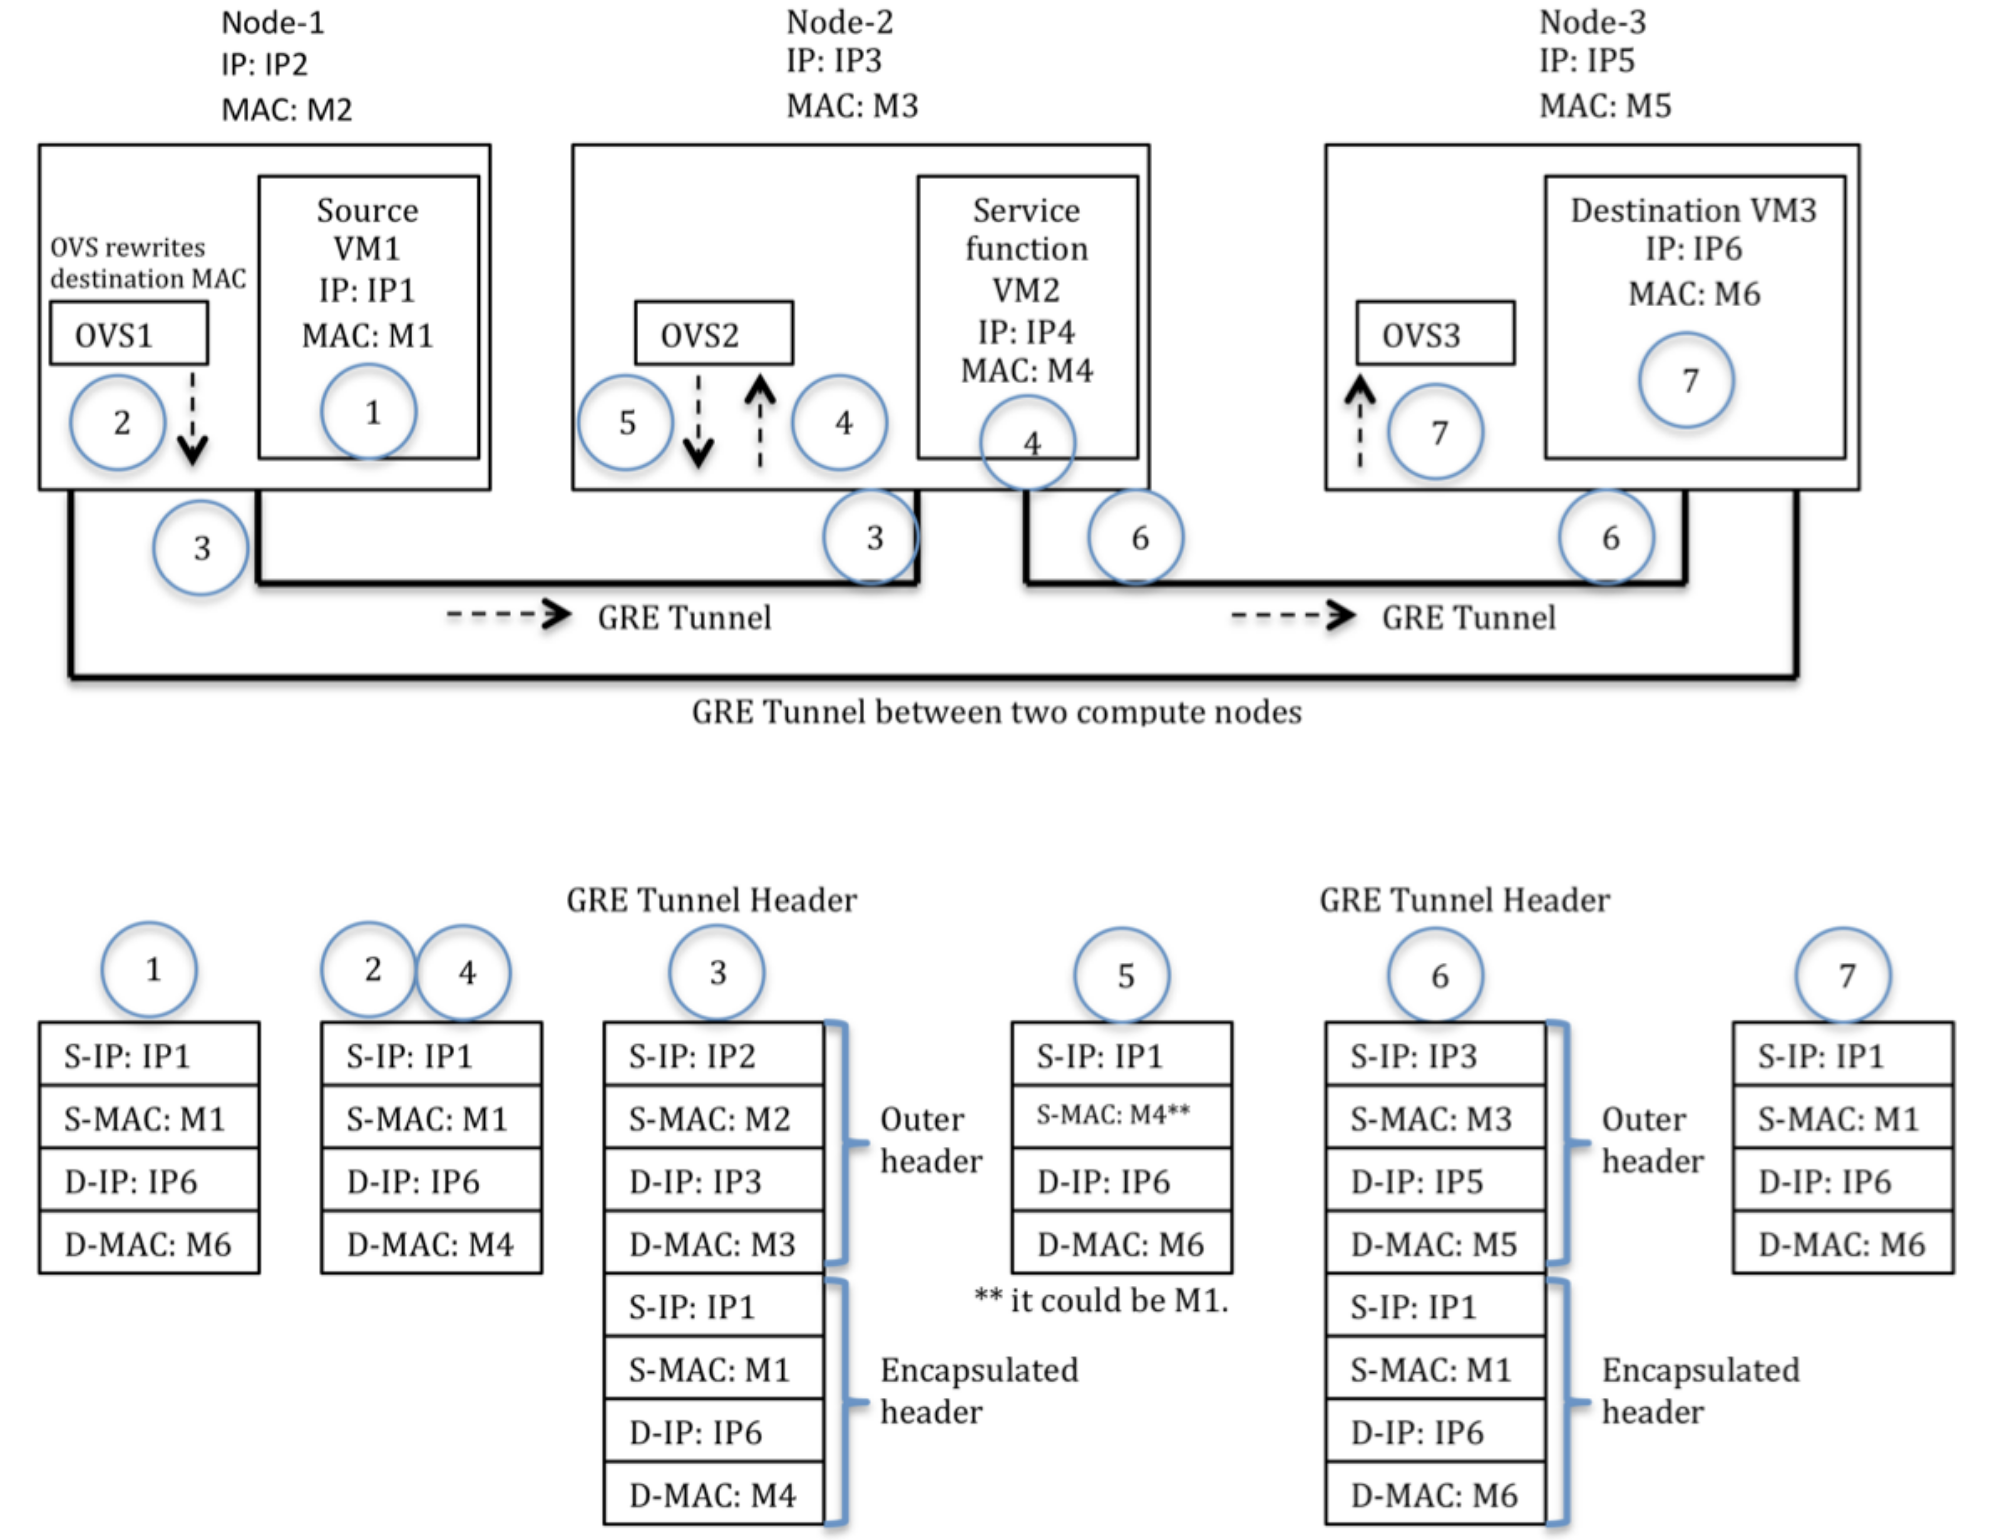 Node-1
IP: IP2
MAC: M2
Node-2
IP: IP3
MAC: M3
Node-3
IP: IP5
MAC: M5
OVS rewrites
destination MAC
OVS1
2
Source
VM1
IP: IP1
MAC: M1
1
3
OVS2
5
4
Service
function
VM2
IP: IP4
MAC: M4
4
3
6
OVS3
7
Destination VM3
IP: IP6
MAC: M6
7
6
GRE Tunnel
GRE Tunnel
GRE Tunnel between two compute nodes
1
S-IP: IP1
S-MAC: M1
D-IP: IP6
D-MAC: M6
2
4
S-IP: IP1
S-MAC: M1
D-IP: IP6
D-MAC: M4
GRE Tunnel Header
3
S-IP: IP2
S-MAC: M2
D-IP: IP3
D-MAC: M3
Outer
header
S-IP: IP1
S-MAC: M1
D-IP: IP6
D-MAC: M4
Encapsulated
header
5
S-IP: IP1
S-MAC: M4**
D-IP: IP6
D-MAC: M6
** it could be M1.
GRE Tunnel Header
6
S-IP: IP3
S-MAC: M3
D-IP: IP5
D-MAC: M5
Outer
header
S-IP: IP1
S-MAC: M1
D-IP: IP6
D-MAC: M6
Encapsulated
header
7
S-IP: IP1
S-MAC: M1
D-IP: IP6
D-MAC: M6